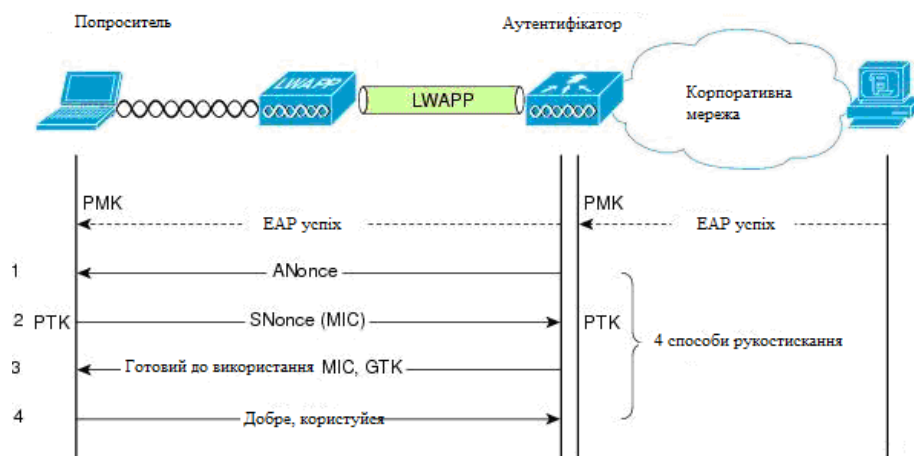 Попроситель
Аутентифікатор
LWAPP
LWAPP
Корпоративна
мережа
PMK
PMK
EAP успіх
EAP успіх
1
ANonce
2
PTK
SNonce (MIC)
PTK
4 способи рукостискання
3
Готовий до використання MIC, GTK
4
Добре, користуйся